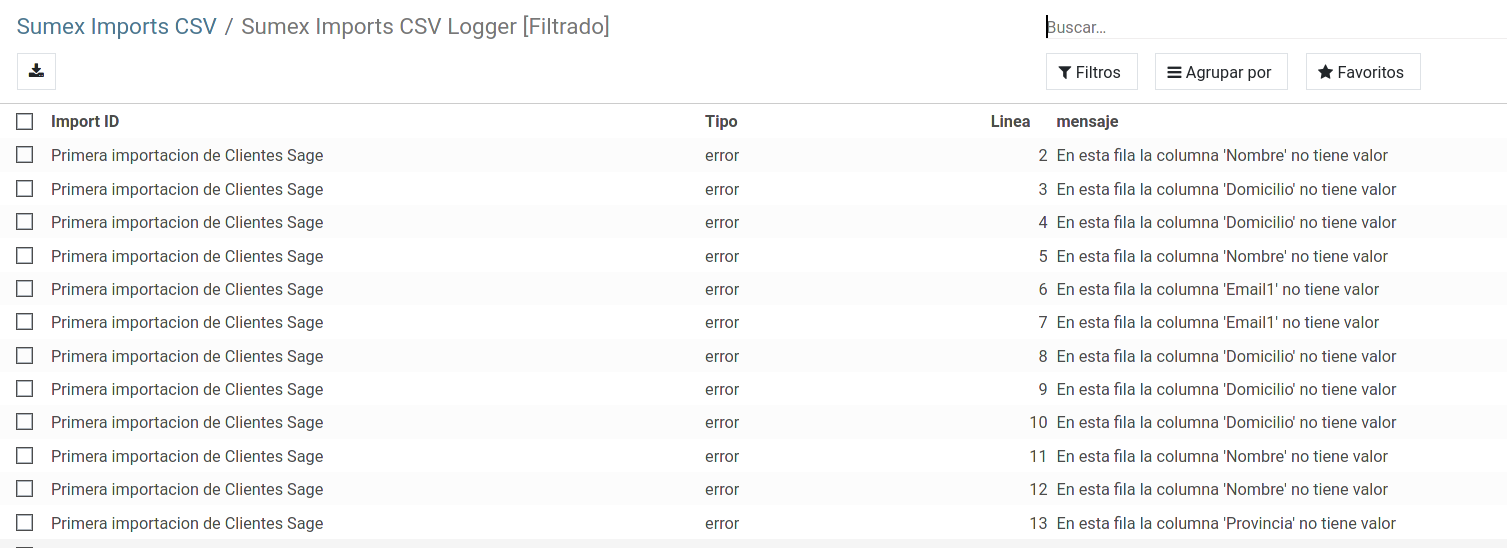 Sumex Imports CSV / Sumex Imports CSV Logger [Filtrado]
Buscar...
Filtros Agrupar por Favoritos
Import ID Tipo Linea mensaje
Primera importacion de Clientes Sage error 2 En esta fila la columna 'Nombre' no tiene valor
Primera importacion de Clientes Sage error 3 En esta fila la columna 'Domicilio' no tiene valor
Primera importacion de Clientes Sage error 4 En esta fila la columna 'Domicilio' no tiene valor
Primera importacion de Clientes Sage error 5 En esta fila la columna 'Nombre' no tiene valor
Primera importacion de Clientes Sage error 6 En esta fila la columna 'Email1' no tiene valor
Primera importacion de Clientes Sage error 7 En esta fila la columna 'Email1' no tiene valor
Primera importacion de Clientes Sage error 8 En esta fila la columna 'Domicilio' no tiene valor
Primera importacion de Clientes Sage error 9 En esta fila la columna 'Domicilio' no tiene valor
Primera importacion de Clientes Sage error 10 En esta fila la columna 'Domicilio' no tiene valor
Primera importacion de Clientes Sage error 11 En esta fila la columna 'Nombre' no tiene valor
Primera importacion de Clientes Sage error 12 En esta fila la columna 'Nombre' no tiene valor
Primera importacion de Clientes Sage error 13 En esta fila la columna 'Provincia' no tiene valor